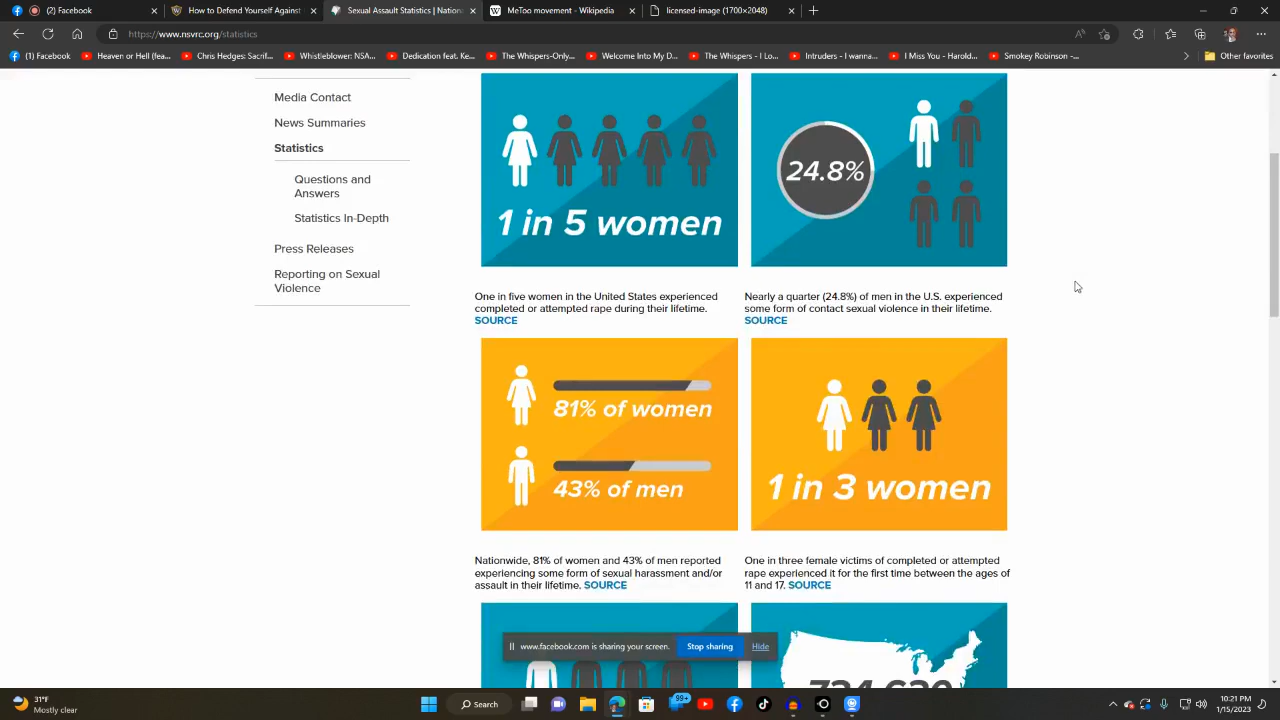 (1) Facebook
How to Defend Yourself Against
Sexual Assault Statistics | Nation
MeToo movement - Wikipedia
licensed-image (1700×2048)
https://www.nsvrc.org/statistics
(1) Facebook
Heaven or Hell (fea...
Chris Hedges: Sacrif...
Whistleblower: NSA...
Dedication feat. Ke...
The Whispers-Only...
Welcome Into My D...
The Whispers - I Lo...
Intruders - I wanna...
I Miss You - Harold...
Smokey Robinson -...
Other favorites
Media Contact
News Summaries
Statistics
Questions and
Answers
Statistics In-Depth
Press Releases
Reporting on Sexual
Violence
1 in 5 women
24.8%
One in five women in the United States experienced
completed or attempted rape during their lifetime.
SOURCE
Nearly a quarter (24.8%) of men in the U.S. experienced
some form of contact sexual violence in their lifetime.
SOURCE
81% of women
43% of men
1 in 3 women
Nationwide, 81% of women and 43% of men reported
experiencing some form of sexual harassment and/or
assault in their lifetime. SOURCE
One in three female victims of completed or attempted
rape experienced it for the first time between the ages of
11 and 17. SOURCE
www.facebook.com is sharing your screen.
Stop sharing
Hide
31°F
Mostly clear
Search
99+
10:21 PM
1/15/2023